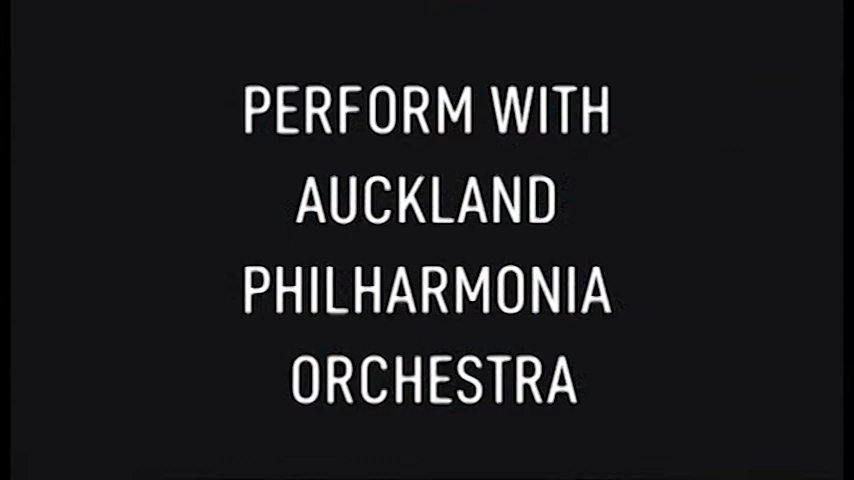 PERFORM WITH
AUCKLAND
PHILHARMONIA
ORCHESTRA